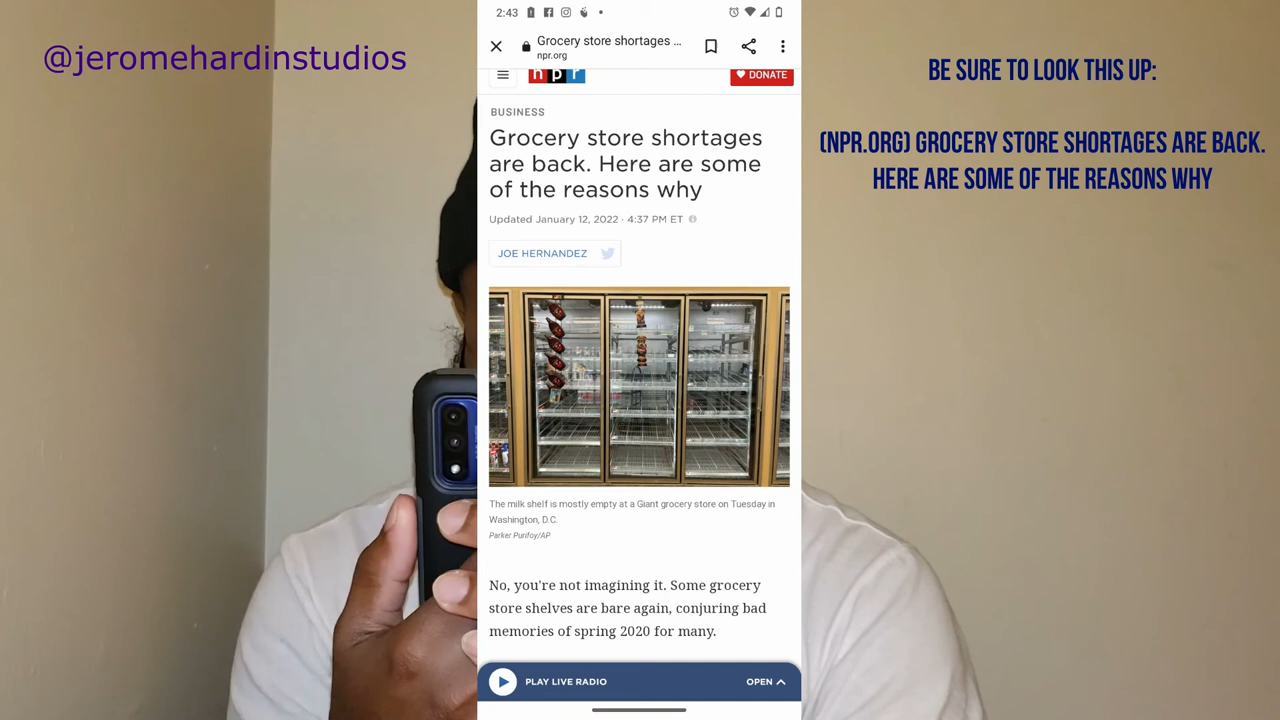 @jeromehardinstudios
2:43
Grocery store shortages ...
npr.org
npr
DONATE
BUSINESS
Grocery store shortages
are back. Here are some
of the reasons why
Updated January 12, 2022 · 4:37 PM ET
JOE HERNANDEZ
The milk shelf is mostly empty at a Giant grocery store on Tuesday in
Washington, D.C.
Parker Purifoy/AP
No, you're not imagining it. Some grocery
store shelves are bare again, conjuring bad
memories of spring 2020 for many.
PLAY LIVE RADIO
OPEN
BE SURE TO LOOK THIS UP:
(NPR.ORG) GROCERY STORE SHORTAGES ARE BACK.
HERE ARE SOME OF THE REASONS WHY